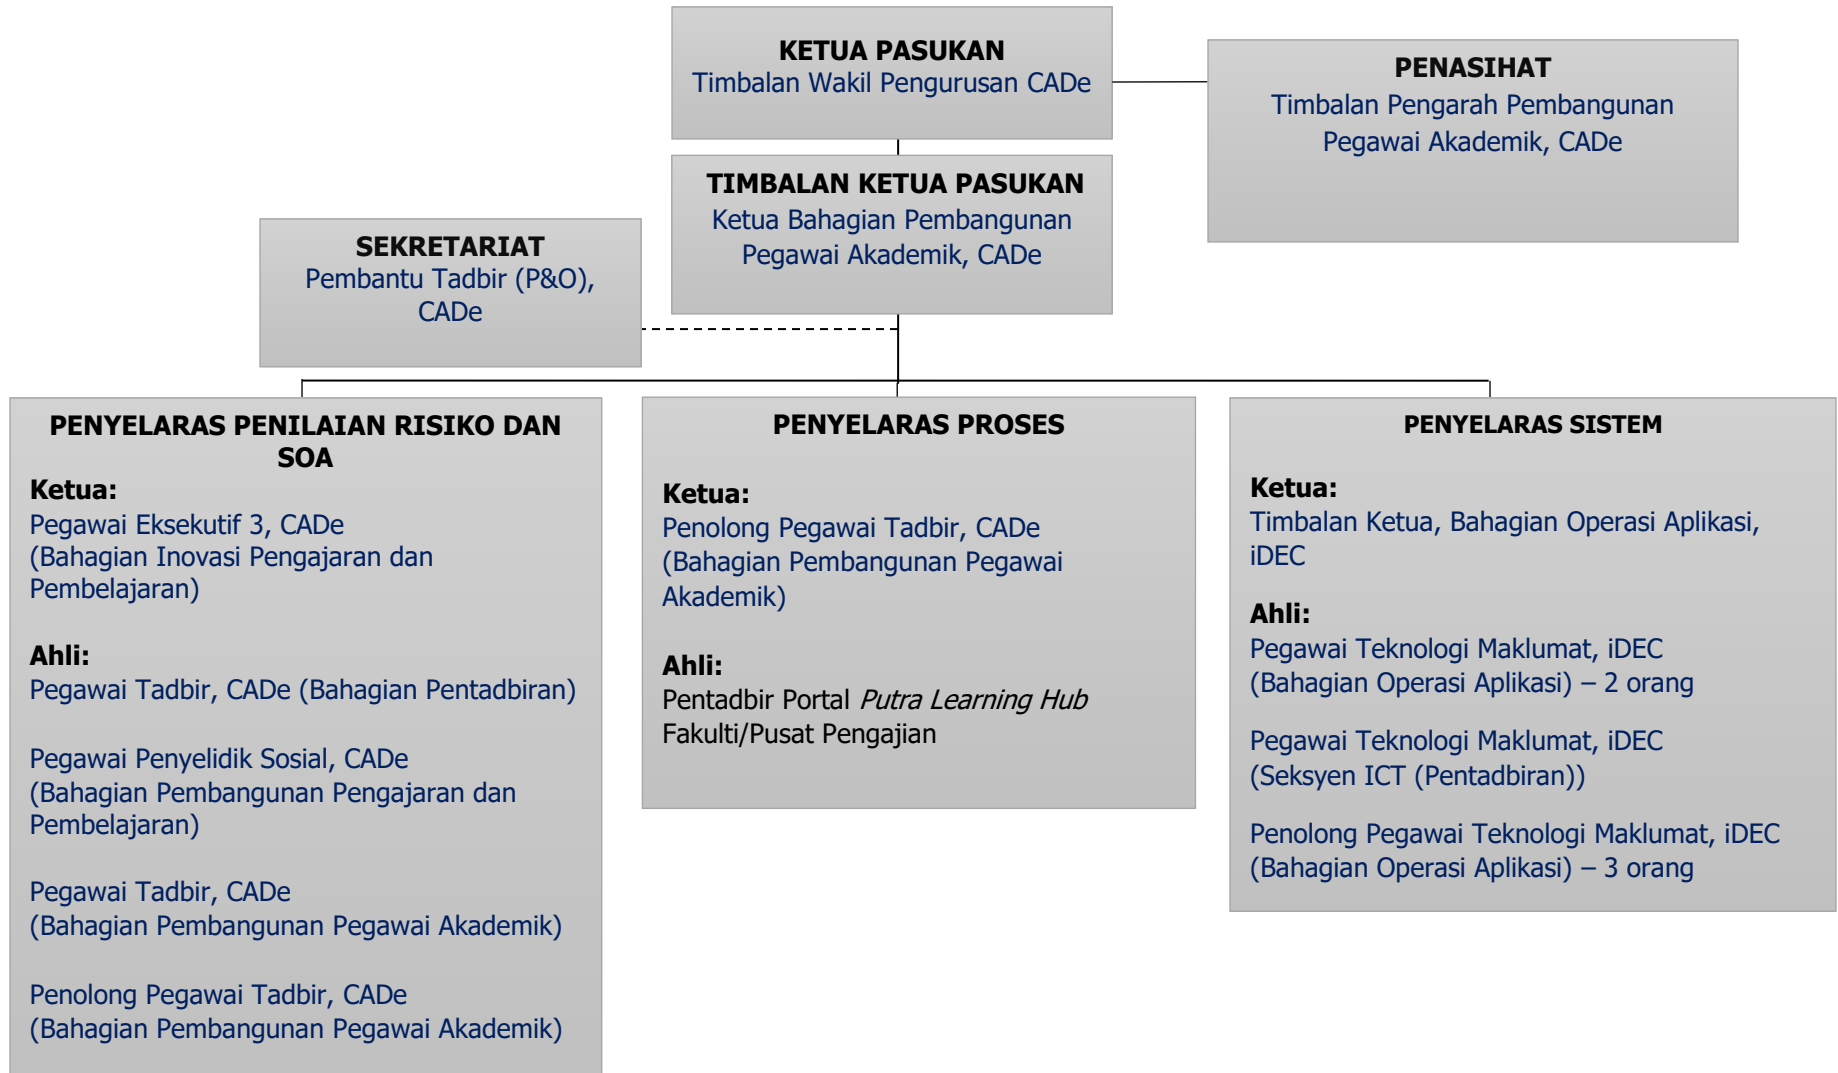 KETUA PASUKAN
Timbalan Wakil Pengurusan CADe
PENASIHAT
Timbalan Pengarah Pembangunan
Pegawai Akademik, CADe
TIMBALAN KETUA PASUKAN
Ketua Bahagian Pembangunan
Pegawai Akademik, CADe
SEKRETARIAT
Pembantu Tadbir (P&O),
CADe
PENYELARAS PENILAIAN RISIKO DAN
SOA
Ketua:
Pegawai Eksekutif 3, CADe
(Bahagian Inovasi Pengajaran dan
Pembelajaran)
Ahli:
Pegawai Tadbir, CADe (Bahagian Pentadbiran)
Pegawai Penyelidik Sosial, CADe
(Bahagian Pembangunan Pengajaran dan
Pembelajaran)
Pegawai Tadbir, CADe
(Bahagian Pembangunan Pegawai Akademik)
Penolong Pegawai Tadbir, CADe
(Bahagian Pembangunan Pegawai Akademik)
PENYELARAS PROSES
Ketua:
Penolong Pegawai Tadbir, CADe
(Bahagian Pembangunan Pegawai
Akademik)
Ahli:
Pentadbir Portal Putra Learning Hub
Fakulti/Pusat Pengajian
PENYELARAS SISTEM
Ketua:
Timbalan Ketua, Bahagian Operasi Aplikasi,
iDEC
Ahli:
Pegawai Teknologi Maklumat, iDEC
(Bahagian Operasi Aplikasi) – 2 orang
Pegawai Teknologi Maklumat, iDEC
(Seksyen ICT (Pentadbiran))
Penolong Pegawai Teknologi Maklumat, iDEC
(Bahagian Operasi Aplikasi) – 3 orang